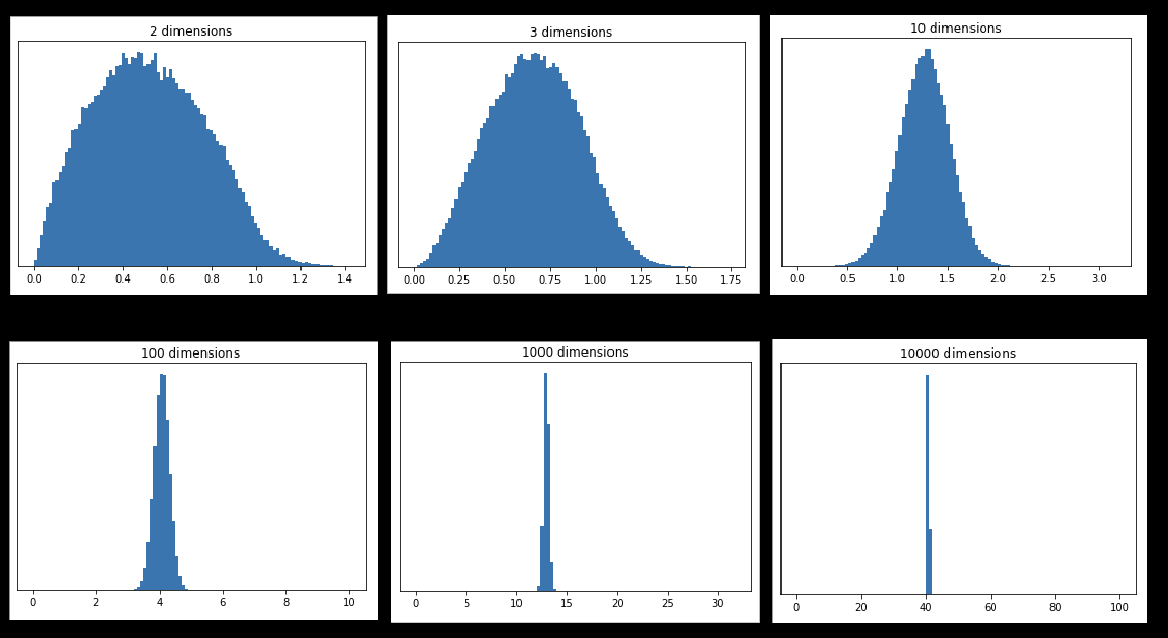 2 dimensions
0.0 0.2 0.4 0.6 0.8 1.0 1.2 1.4
3 dimensions
0.00 0.25 0.50 0.75 1.00 1.25 1.50 1.75
10 dimensions
0.0 0.5 1.0 1.5 2.0 2.5 3.0
100 dimensions
0 2 4 6 8 10
1000 dimensions
0 5 10 15 20 25 30
10000 dimensions
0 20 40 60 80 100